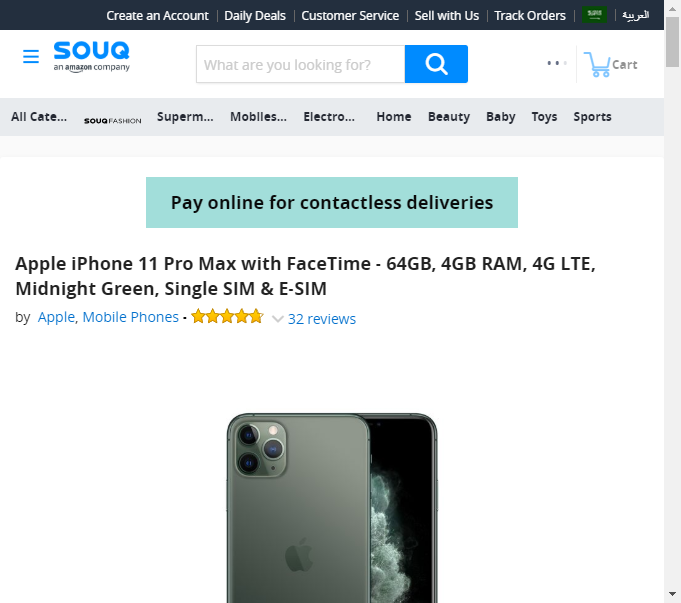 Create an Account Daily Deals Customer Service Sell with Us Track Orders العربية
SOUQ
an amazon company
What are you looking for?
Cart
All Cate... SOUQ FASHION Superm... Mobiles... Electro... Home Beauty Baby Toys Sports
Pay online for contactless deliveries
Apple iPhone 11 Pro Max with FaceTime - 64GB, 4GB RAM, 4G LTE,
Midnight Green, Single SIM & E-SIM
by Apple, Mobile Phones - 32 reviews